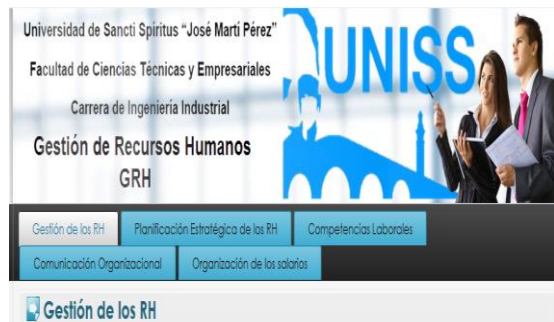 Universidad de Sancti Spíritus "José Martí Pérez"
Facultad de Ciencias Técnicas y Empresariales
Carrera de Ingeniería Industrial
Gestión de Recursos Humanos
GRH
UNISS
Gestión de los RH
Planificación Estratégica de los RH
Competencias Laborales
Comunicación Organizacional
Organización de los salarios
Gestión de los RH